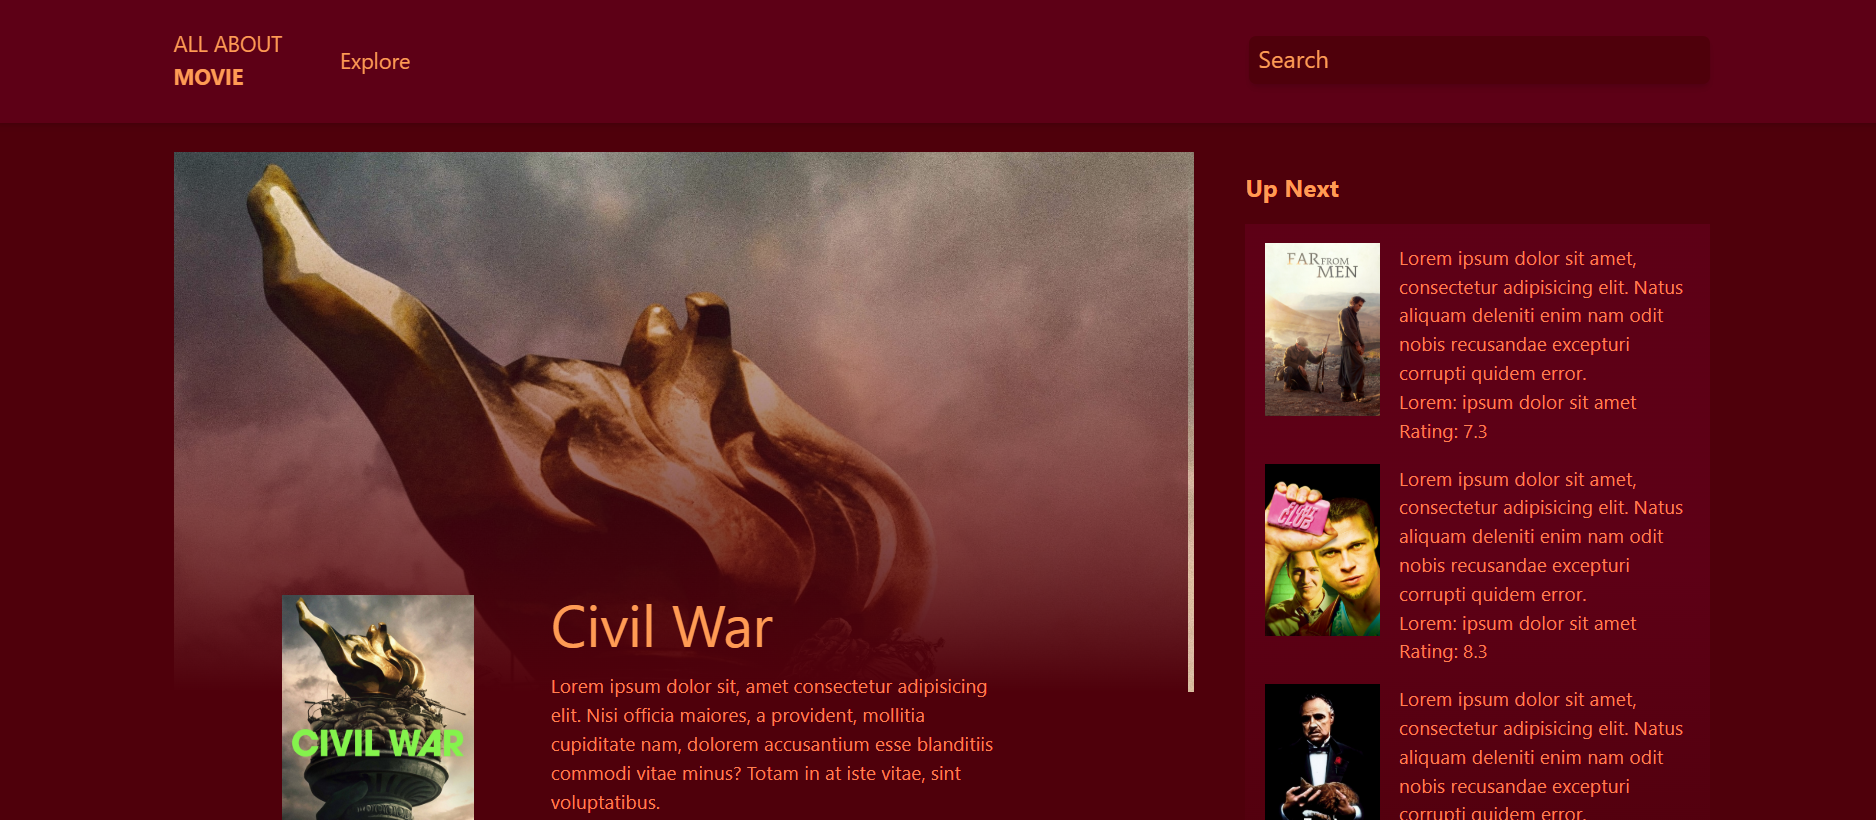 ALL ABOUT
MOVIE
Explore
Search
Civil War
Lorem ipsum dolor sit, amet consectetur adipisicing
elit. Nisi officia maiores, a provident, mollitia
cupiditate nam, dolorem accusantium esse blanditiis
commodi vitae minus? Totam in at iste vitae, sint
voluptatibus.
CIVIL WAR
Up Next
FAR FROM
MEN
Lorem ipsum dolor sit amet,
consectetur adipisicing elit. Natus
aliquam deleniti enim nam odit
nobis recusandae excepturi
corrupti quidem error.
Lorem: ipsum dolor sit amet
Rating: 7.3
FIGHT
CLUB
Lorem ipsum dolor sit amet,
consectetur adipisicing elit. Natus
aliquam deleniti enim nam odit
nobis recusandae excepturi
corrupti quidem error.
Lorem: ipsum dolor sit amet
Rating: 8.3
Lorem ipsum dolor sit amet,
consectetur adipisicing elit. Natus
aliquam deleniti enim nam odit
nobis recusandae excepturi
corrupti quidem error.